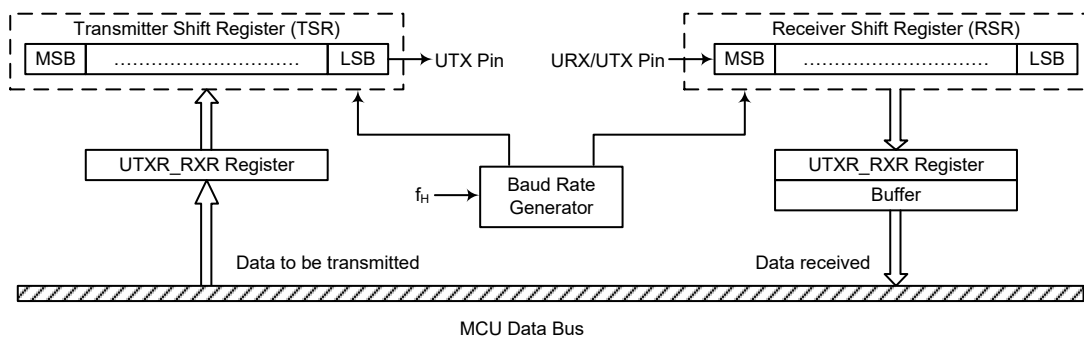 Transmitter Shift Register (TSR)
MSB ………………………… LSB
UTX Pin
UTXR_RXR Register
Data to be transmitted
Receiver Shift Register (RSR)
URX/UTX Pin
MSB ………………………… LSB
UTXR_RXR Register
Buffer
Data received
fH
Baud Rate
Generator
MCU Data Bus